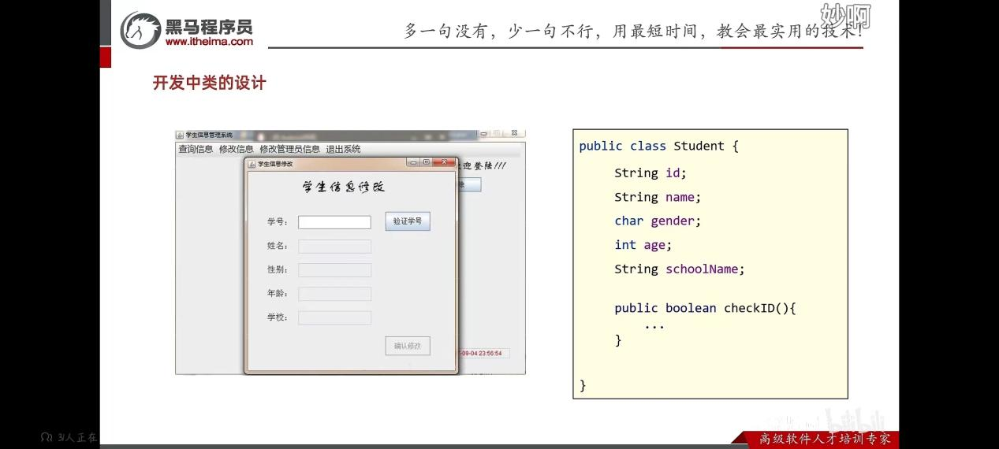 黑马程序员
www.itheima.com
多一句没有，少一句不行，用最短时间，教会最实用的技术！
妙啊
开发中类的设计
学生信息管理系统
查询信息 修改信息 修改管理员信息 退出系统
学生信息修改
迎登陆!!!
学生信息修改
学号：
验证学号
姓名：
性别：
年龄：
学校：
确认修改
-09-04 23:56:54
public class Student {
String id;
String name;
char gender;
int age;
String schoolName;
public boolean checkID(){
...
}
}
31人正在
bilibili
高级软件人才培训专家